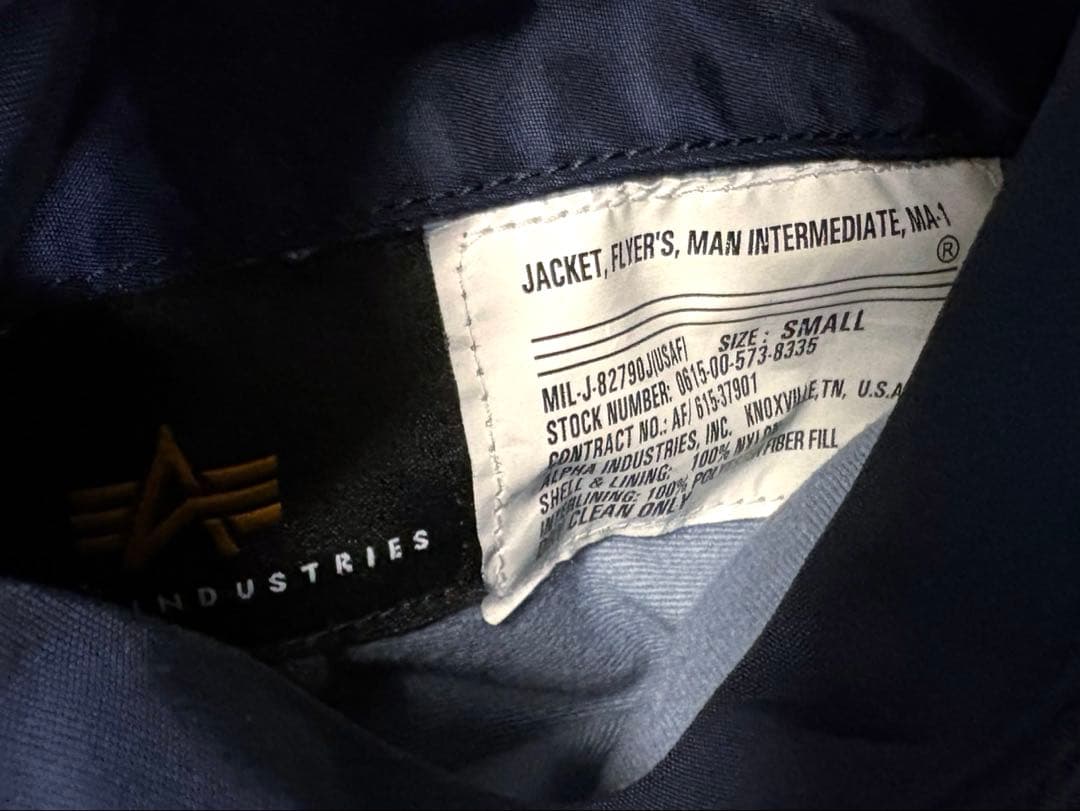 JACKET, FLYER'S, MAN INTERMEDIATE, MA-1
®
SIZE: SMALL
MIL-J-82790J(USAF)
STOCK NUMBER: 0615-00-573-8335
CONTRACT NO.: AF/ 615-37901
ALPHA INDUSTRIES, INC. KNOXVILLE, TN, U.S.A
SHELL & LINING: 100% NYLON
INTERLINING: 100% POLYESTER FIBER FILL
DRY CLEAN ONLY
INDUSTRIES